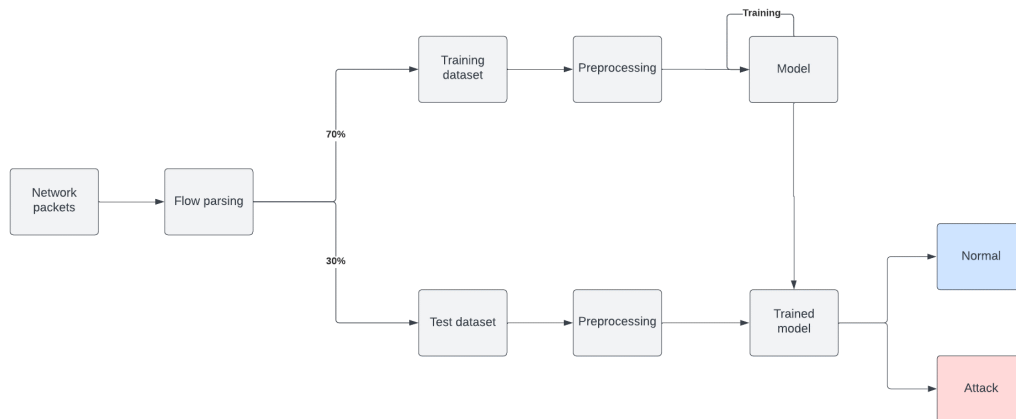 Training
Training
dataset
Preprocessing
Model
70%
Network
packets
Flow parsing
30%
Normal
Test dataset
Preprocessing
Trained
model
Attack